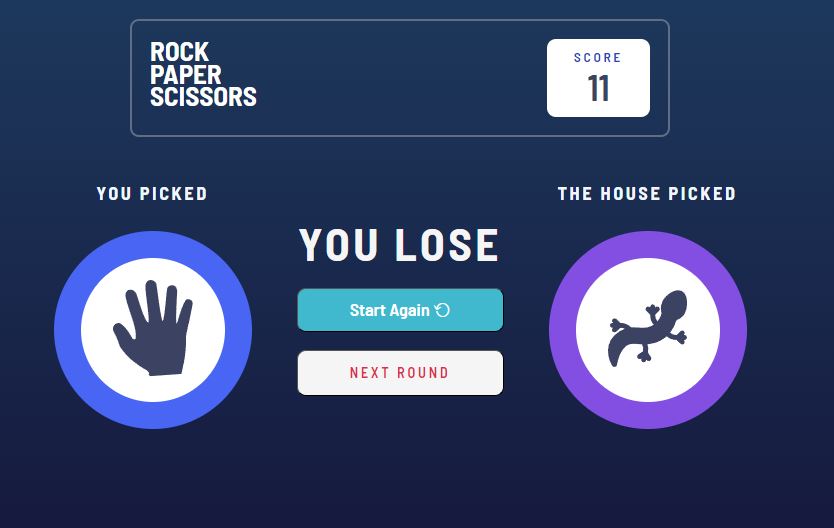 ROCK
PAPER
SCISSORS
SCORE
11
YOU PICKED
THE HOUSE PICKED
YOU LOSE
Start Again
NEXT ROUND